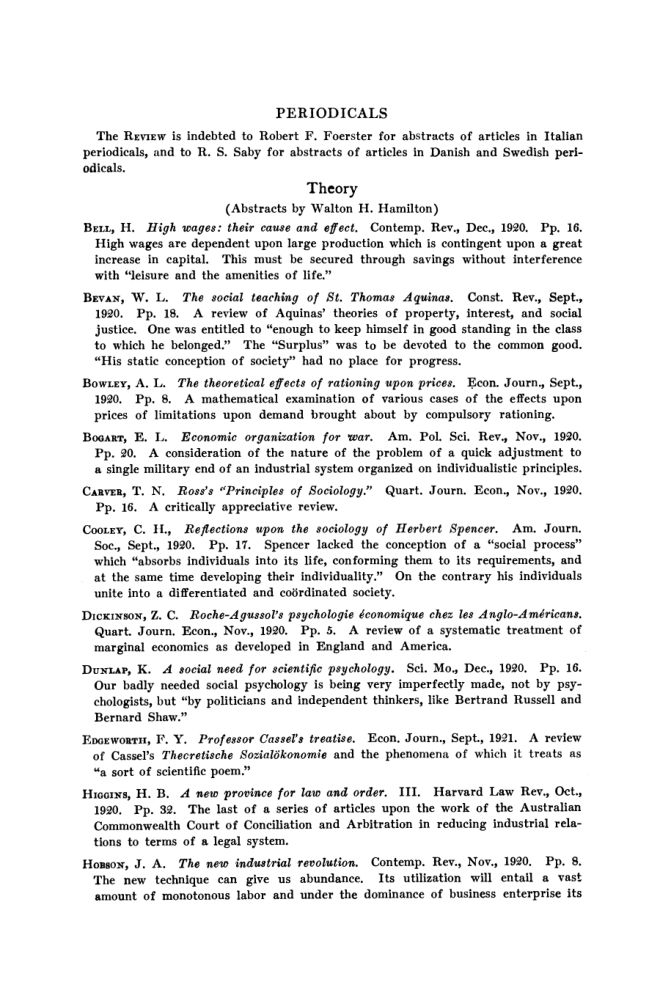 PERIODICALS
The Review is indebted to Robert F. Foerster for abstracts of articles in Italian
periodicals, and to R. S. Saby for abstracts of articles in Danish and Swedish peri-
odicals.
Theory
(Abstracts by Walton H. Hamilton)
Bell, H. High wages: their cause and effect. Contemp. Rev., Dec., 1920. Pp. 16.
High wages are dependent upon large production which is contingent upon a great
increase in capital. This must be secured through savings without interference
with “leisure and the amenities of life.”
Bevan, W. L. The social teaching of St. Thomas Aquinas. Const. Rev., Sept.,
1920. Pp. 18. A review of Aquinas’ theories of property, interest, and social
justice. One was entitled to “enough to keep himself in good standing in the class
to which he belonged.” The “Surplus” was to be devoted to the common good.
“His static conception of society” had no place for progress.
Bowley, A. L. The theoretical effects of rationing upon prices. Econ. Journ., Sept.,
1920. Pp. 8. A mathematical examination of various cases of the effects upon
prices of limitations upon demand brought about by compulsory rationing.
Bogart, E. L. Economic organization for war. Am. Pol. Sci. Rev., Nov., 1920.
Pp. 20. A consideration of the nature of the problem of a quick adjustment to
a single military end of an industrial system organized on individualistic principles.
Carver, T. N. Ross’s “Principles of Sociology.” Quart. Journ. Econ., Nov., 1920.
Pp. 16. A critically appreciative review.
Cooley, C. H., Reflections upon the sociology of Herbert Spencer. Am. Journ.
Soc., Sept., 1920. Pp. 17. Spencer lacked the conception of a “social process”
which “absorbs individuals into its life, conforming them to its requirements, and
at the same time developing their individuality.” On the contrary his individuals
unite into a differentiated and coördinated society.
Dickinson, Z. C. Roche-Agussol’s psychologie économique chez les Anglo-Américans.
Quart. Journ. Econ., Nov., 1920. Pp. 5. A review of a systematic treatment of
marginal economics as developed in England and America.
Dunlap, K. A social need for scientific psychology. Sci. Mo., Dec., 1920. Pp. 16.
Our badly needed social psychology is being very imperfectly made, not by psy-
chologists, but “by politicians and independent thinkers, like Bertrand Russell and
Bernard Shaw.”
Edgeworth, F. Y. Professor Cassel’s treatise. Econ. Journ., Sept., 1921. A review
of Cassel’s Thecretische Sozialökonomie and the phenomena of which it treats as
“a sort of scientific poem.”
Higgins, H. B. A new province for law and order. III. Harvard Law Rev., Oct.,
1920. Pp. 32. The last of a series of articles upon the work of the Australian
Commonwealth Court of Conciliation and Arbitration in reducing industrial rela-
tions to terms of a legal system.
Hobson, J. A. The new industrial revolution. Contemp. Rev., Nov., 1920. Pp. 8.
The new technique can give us abundance. Its utilization will entail a vast
amount of monotonous labor and under the dominance of business enterprise its